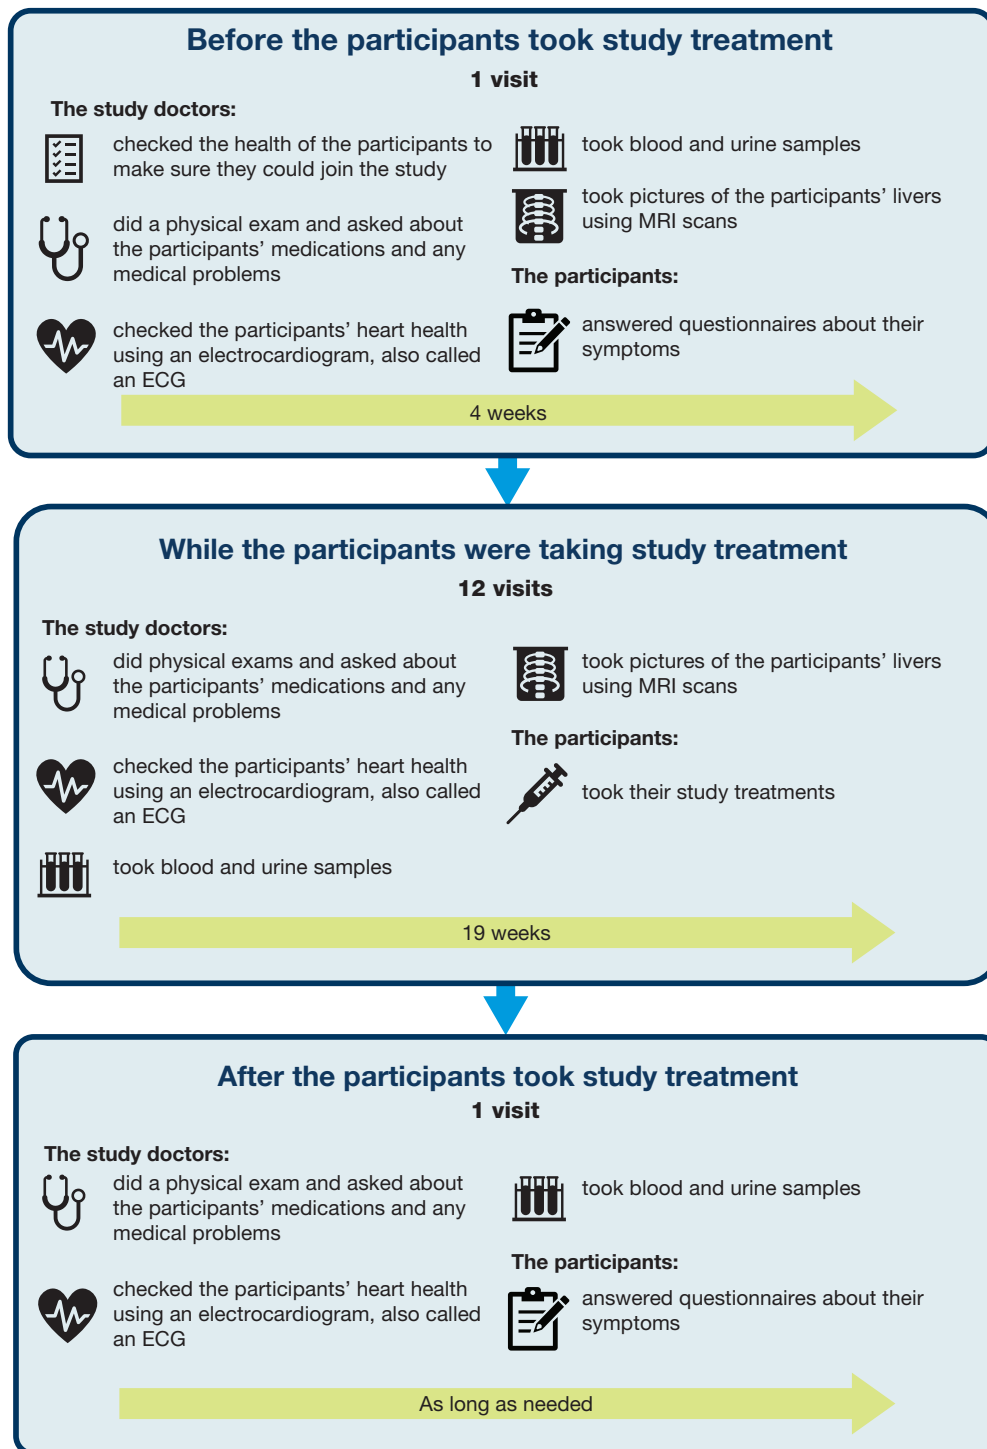 Before the participants took study treatment
1 visit
The study doctors:
checked the health of the participants to
make sure they could join the study
did a physical exam and asked about
the participants' medications and any
medical problems
checked the participants' heart health
using an electrocardiogram, also called
an ECG
took blood and urine samples
took pictures of the participants' livers
using MRI scans
The participants:
answered questionnaires about their
symptoms
4 weeks
While the participants were taking study treatment
12 visits
The study doctors:
did physical exams and asked about
the participants' medications and any
medical problems
checked the participants' heart health
using an electrocardiogram, also called
an ECG
took blood and urine samples
took pictures of the participants' livers
using MRI scans
The participants:
took their study treatments
19 weeks
After the participants took study treatment
1 visit
The study doctors:
did a physical exam and asked about
the participants' medications and any
medical problems
checked the participants' heart health
using an electrocardiogram, also called
an ECG
took blood and urine samples
The participants:
answered questionnaires about their
symptoms
As long as needed